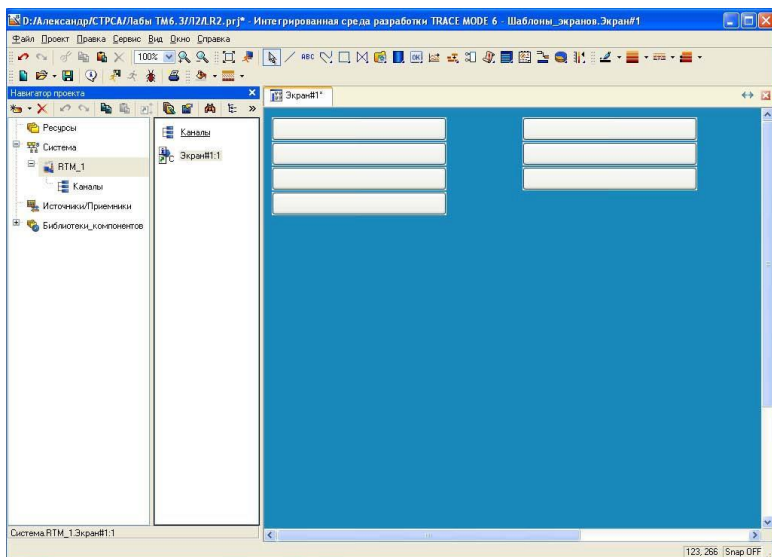 D:/Александр/СТРСА/Лабы ТМ6.3/Л2/LR2.prj* - Интегрированная среда разработки TRACE MODE 6 - Шаблоны_экранов.Экран#1
Файл Проект Правка Сервис Вид Окно Справка
100%
ABC
OK
Навигатор проекта
Экран#1*
Ресурсы
Каналы
Система
Экран#1:1
RTM_1
Каналы
Источники/Приемники
Библиотеки_компонентов
Система.RTM_1.Экран#1:1
123, 266 Snap OFF